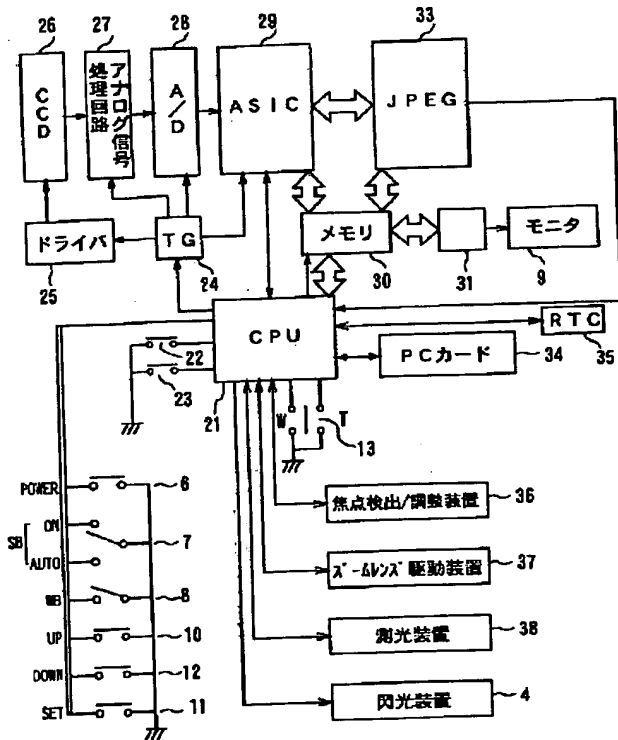 26
27
28
29
33
CCD
アナログ信号
処理回路
A/D
ASIC
JPEG
ドライバ
TG
メモリ
モニタ
25
24
30
31
9
CPU
RTC
22
23
21
PCカード
34
35
W
T
13
POWER
6
ON
SB
7
AUTO
WB
8
UP
10
DOWN
12
SET
11
焦点検出/調整装置
36
ズームレンズ駆動装置
37
測光装置
38
閃光装置
4